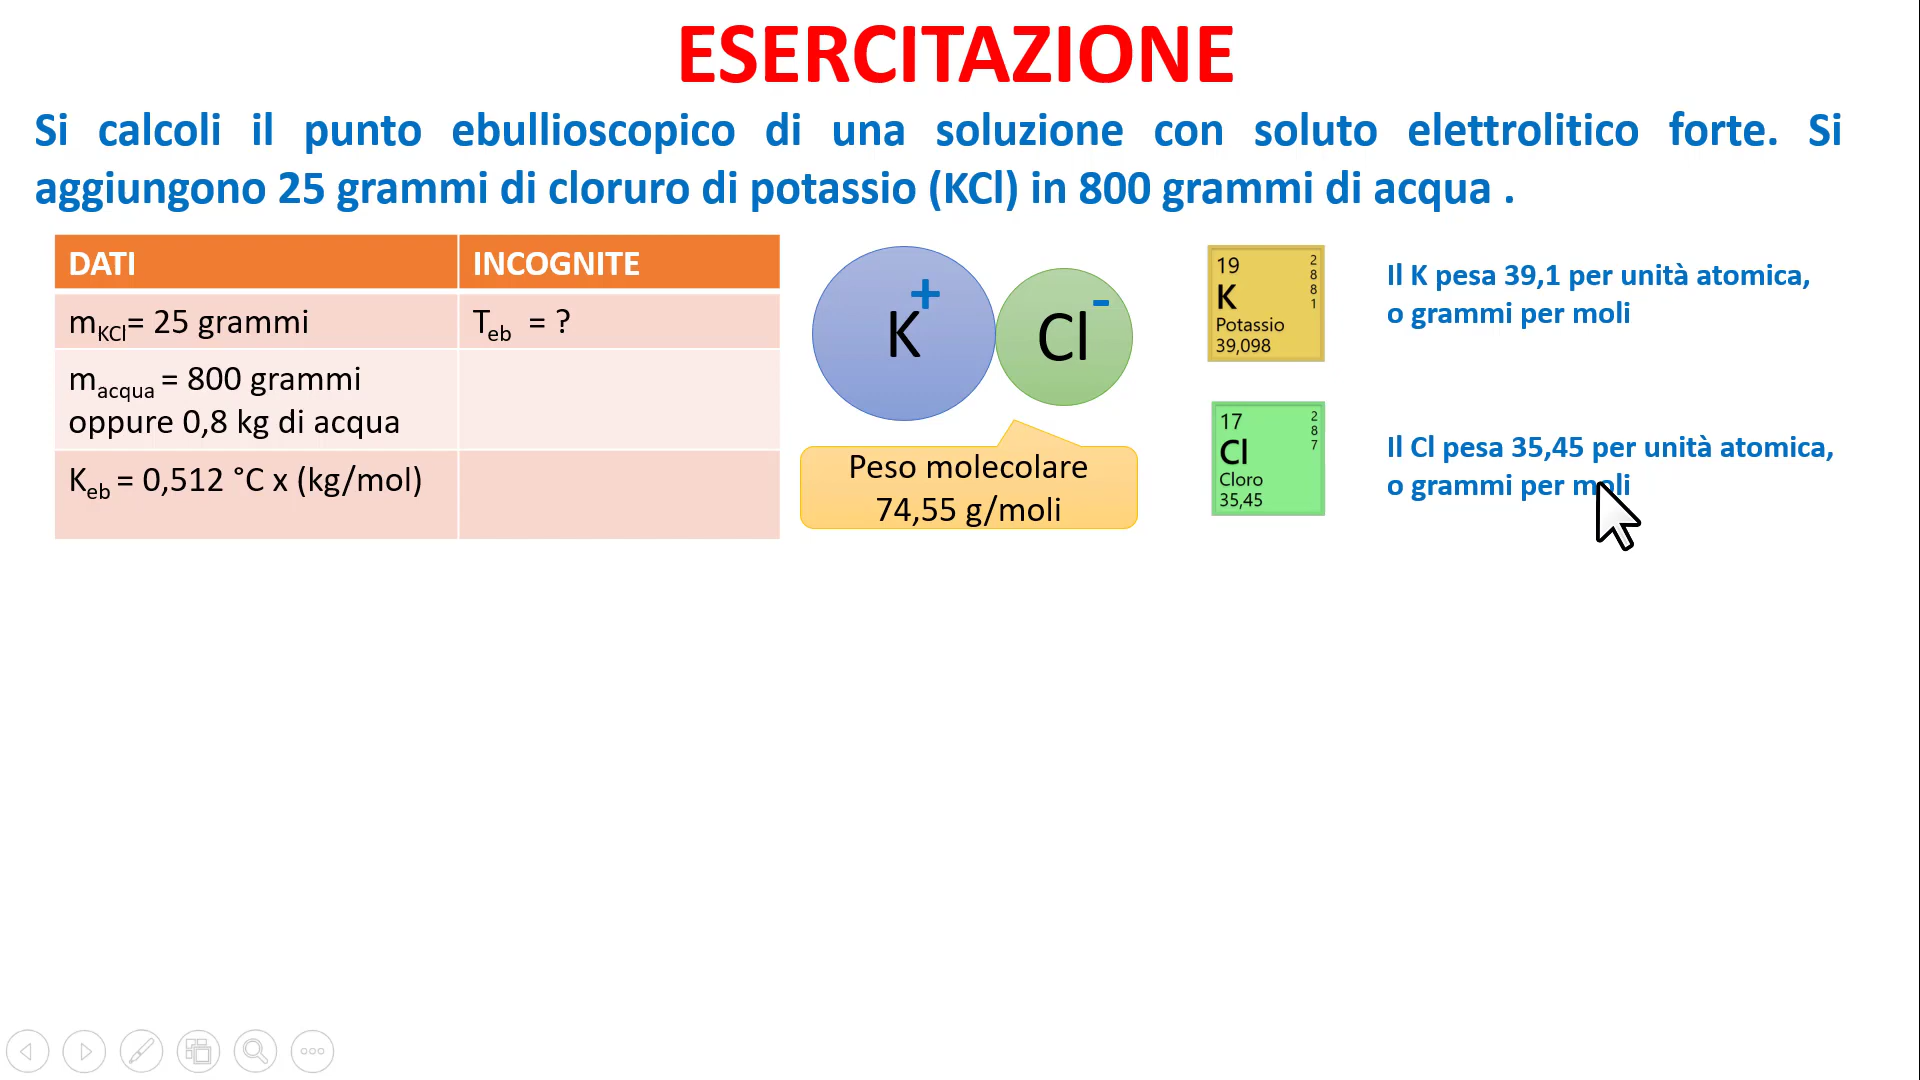 ESERCITAZIONE
Si calcoli il punto ebullioscopico di una soluzione con soluto elettrolitico forte. Si
aggiungono 25 grammi di cloruro di potassio (KCl) in 800 grammi di acqua .
DATI
INCOGNITE
mKCl= 25 grammi
Teb = ?
macqua = 800 grammi
oppure 0,8 kg di acqua
Keb = 0,512 °C x (kg/mol)
K
+
Cl
-
Peso molecolare
74,55 g/moli
19
2
8
8
1
K
Potassio
39,098
Il K pesa 39,1 per unità atomica,
o grammi per moli
17
2
8
7
Cl
Cloro
35,45
Il Cl pesa 35,45 per unità atomica,
o grammi per moli